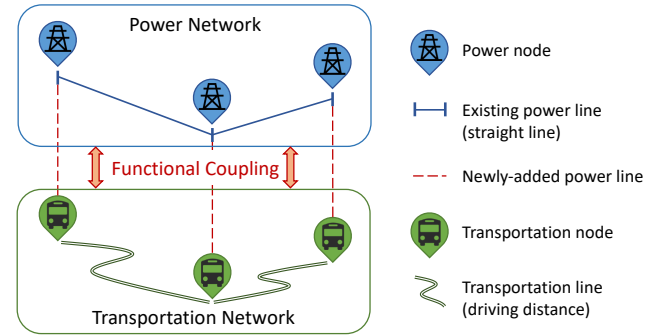 Power Network
Functional Coupling
Transportation Network
Power node
Existing power line
(straight line)
Newly-added power line
Transportation node
Transportation line
(driving distance)